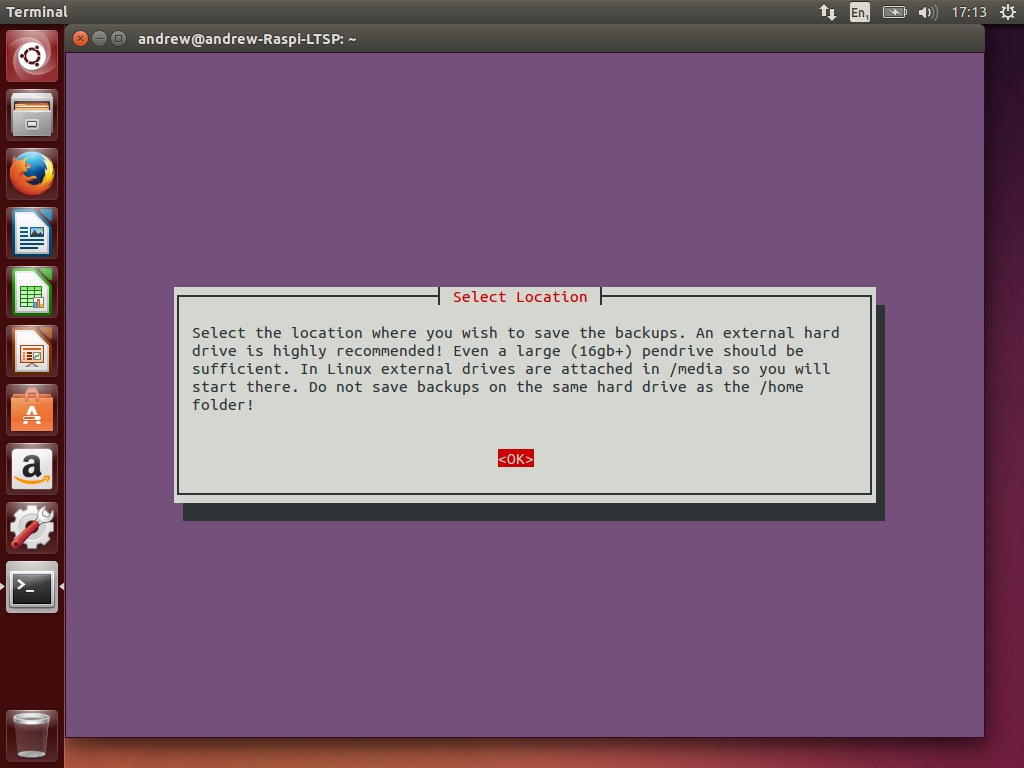 Terminal
En1
17:13
andrew@andrew-Raspi-LTSP: ~
Select Location
Select the location where you wish to save the backups. An external hard
drive is highly recommended! Even a large (16gb+) pendrive should be
sufficient. In Linux external drives are attached in /media so you will
start there. Do not save backups on the same hard drive as the /home
folder!
<OK>
A
a
>_